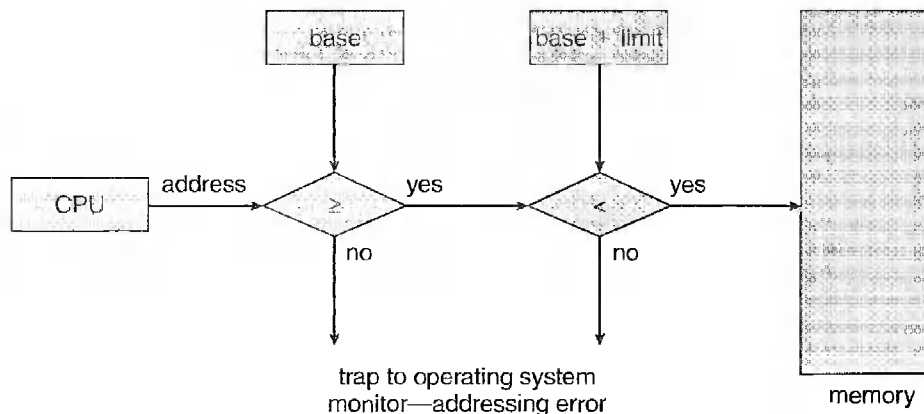 base
base + limit
CPU
address
≥
yes
<
yes
no
no
trap to operating system
monitor—addressing error
memory